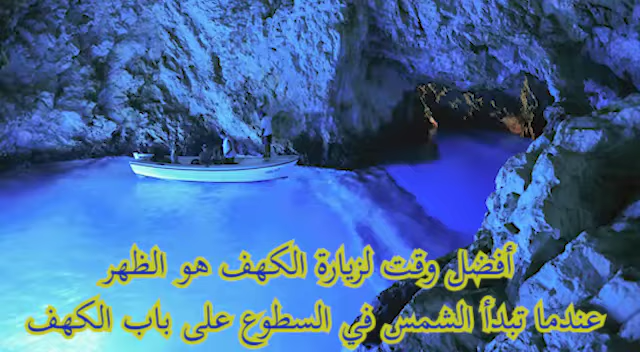 أفضل وقت لزيارة الكهف هو الظهر
عندما تبدأ الشمس في السطوع على باب الكهف